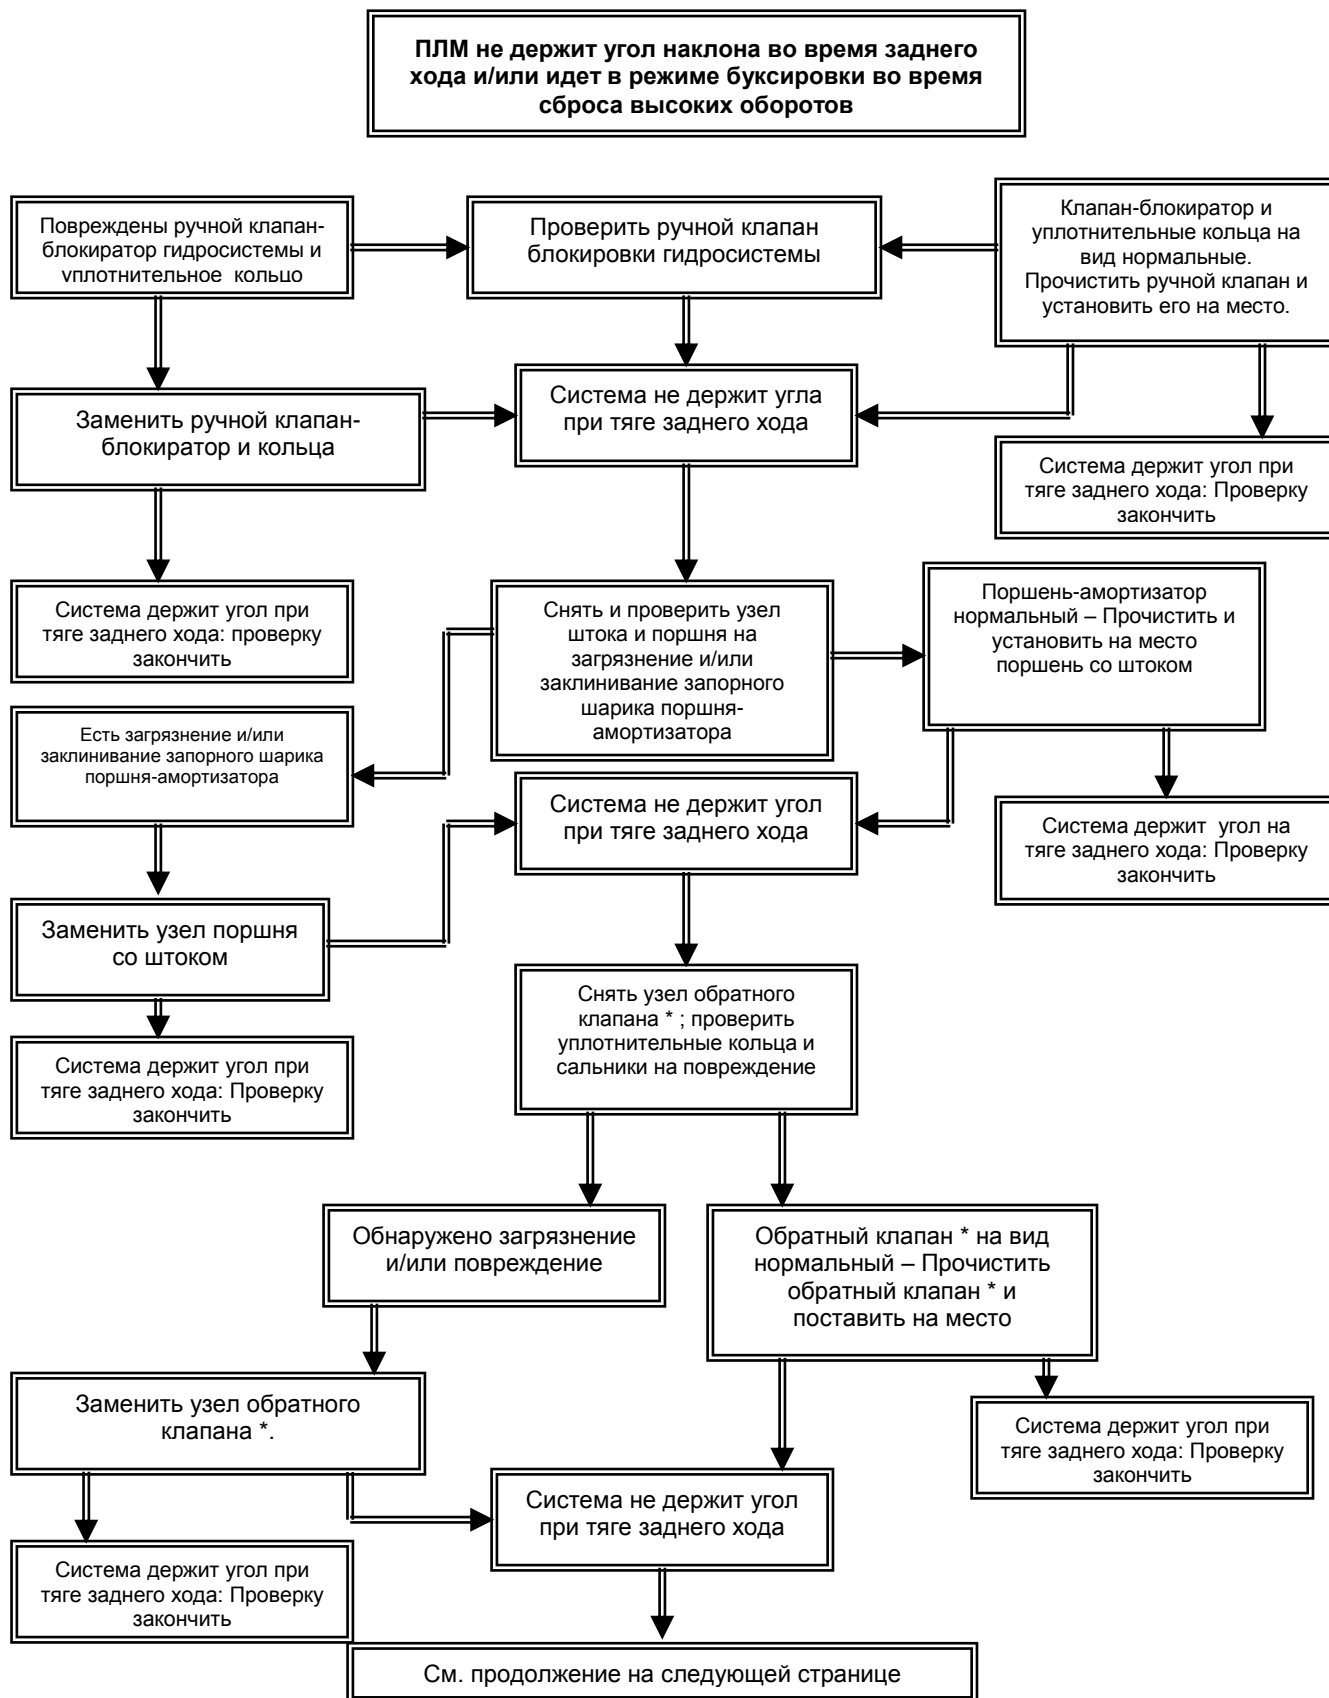 ПЛМ не держит угол наклона во время заднего
хода и/или идет в режиме буксировки во время
сброса высоких оборотов
Повреждены ручной клапан-
блокиратор гидросистемы и
уплотнительное кольцо
Проверить ручной клапан
блокировки гидросистемы
Клапан-блокиратор и
уплотнительные кольца на
вид нормальные.
Прочистить ручной клапан и
установить его на место.
Заменить ручной клапан-
блокиратор и кольца
Система не держит угла
при тяге заднего хода
Система держит угол при
тяге заднего хода: Проверку
закончить
Система держит угол при
тяге заднего хода: проверку
закончить
Снять и проверить узел
штока и поршня на
загрязнение и/или
заклинивание запорного
шарика поршня-
амортизатора
Поршень-амортизатор
нормальный – Прочистить и
установить на место
поршень со штоком
Есть загрязнение и/или
заклинивание запорного шарика
поршня-амортизатора
Система не держит угол
при тяге заднего хода
Система держит угол на
тяге заднего хода: Проверку
закончить
Заменить узел поршня
со штоком
Снять узел обратного
клапана * ; проверить
уплотнительные кольца и
сальники на повреждение
Система держит угол при
тяге заднего хода: Проверку
закончить
Обнаружено загрязнение
и/или повреждение
Обратный клапан * на вид
нормальный – Прочистить
обратный клапан * и
поставить на место
Заменить узел обратного
клапана *.
Система держит угол при
тяге заднего хода: Проверку
закончить
Система не держит угол
при тяге заднего хода
Система держит угол при
тяге заднего хода: Проверку
закончить
См. продолжение на следующей странице